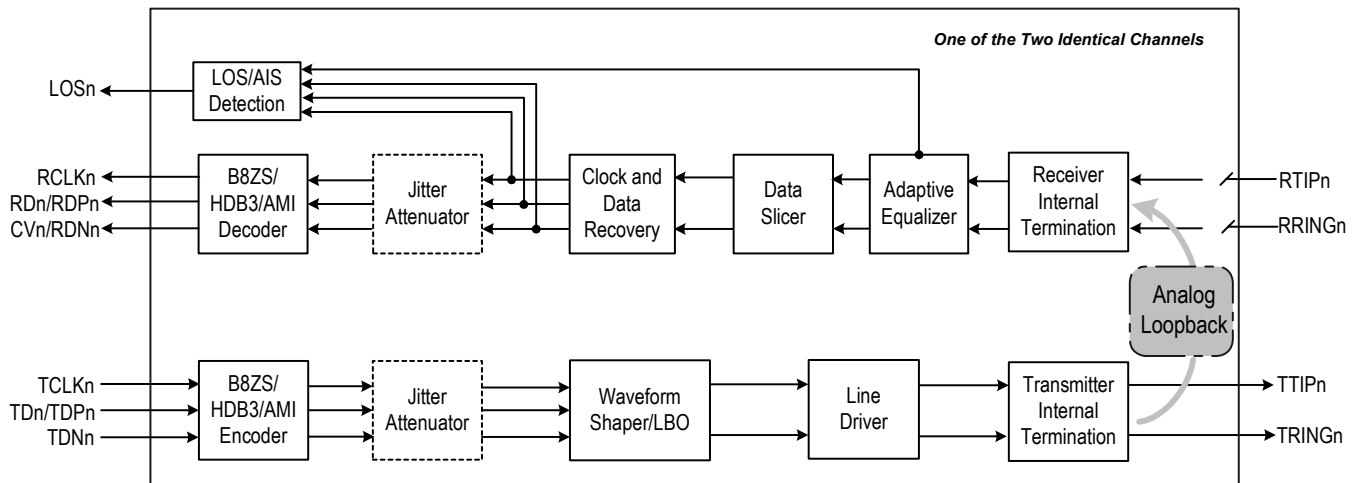 One of the Two Identical Channels
LOSn
LOS/AIS
Detection
RCLKn
RDn/RDPn
CVn/RDNn
B8ZS/
HDB3/AMI
Decoder
Jitter
Attenuator
Clock and
Data
Recovery
Data
Slicer
Adaptive
Equalizer
Receiver
Internal
Termination
RTIPn
RRINGn
Analog
Loopback
TCLKn
TDn/TDPn
TDNn
B8ZS/
HDB3/AMI
Encoder
Jitter
Attenuator
Waveform
Shaper/LBO
Line
Driver
Transmitter
Internal
Termination
TTIPn
TRINGn